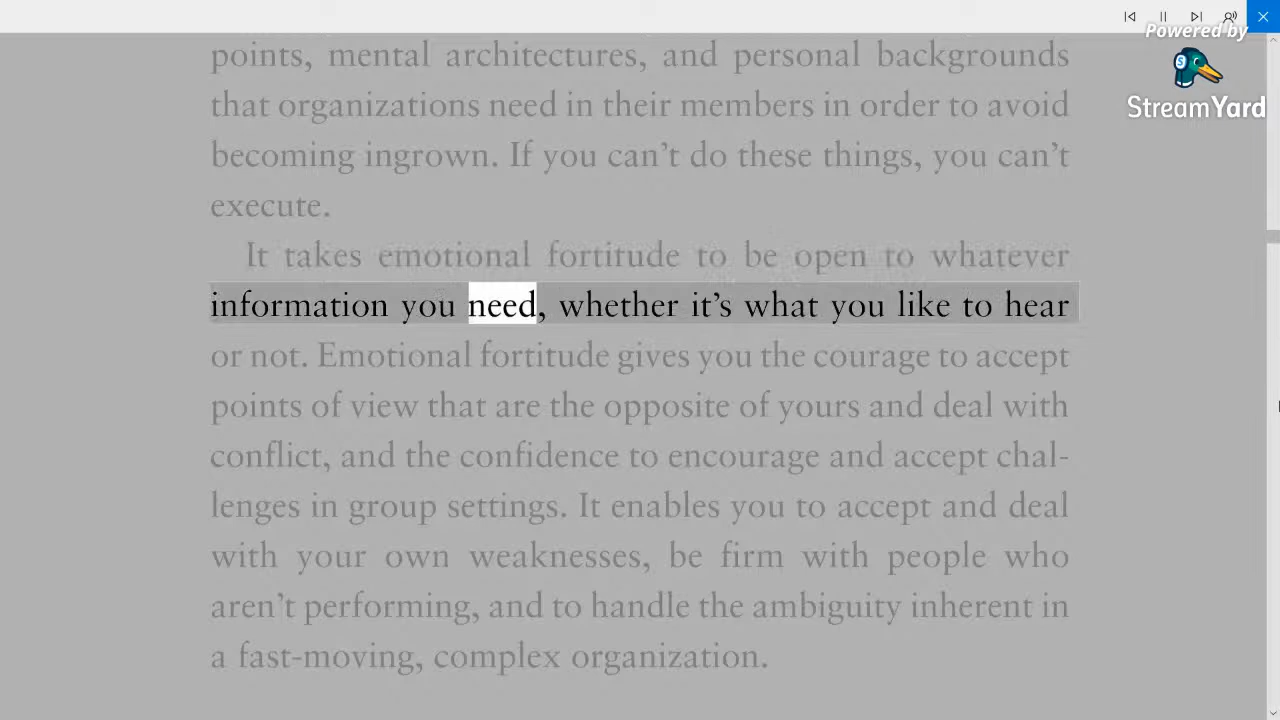 Powered by
StreamYard
points, mental architectures, and personal backgrounds
that organizations need in their members in order to avoid
becoming ingrown. If you can’t do these things, you can’t
execute.
It takes emotional fortitude to be open to whatever
information you need, whether it’s what you like to hear
or not. Emotional fortitude gives you the courage to accept
points of view that are the opposite of yours and deal with
conflict, and the confidence to encourage and accept chal-
lenges in group settings. It enables you to accept and deal
with your own weaknesses, be firm with people who
aren’t performing, and to handle the ambiguity inherent in
a fast-moving, complex organization.